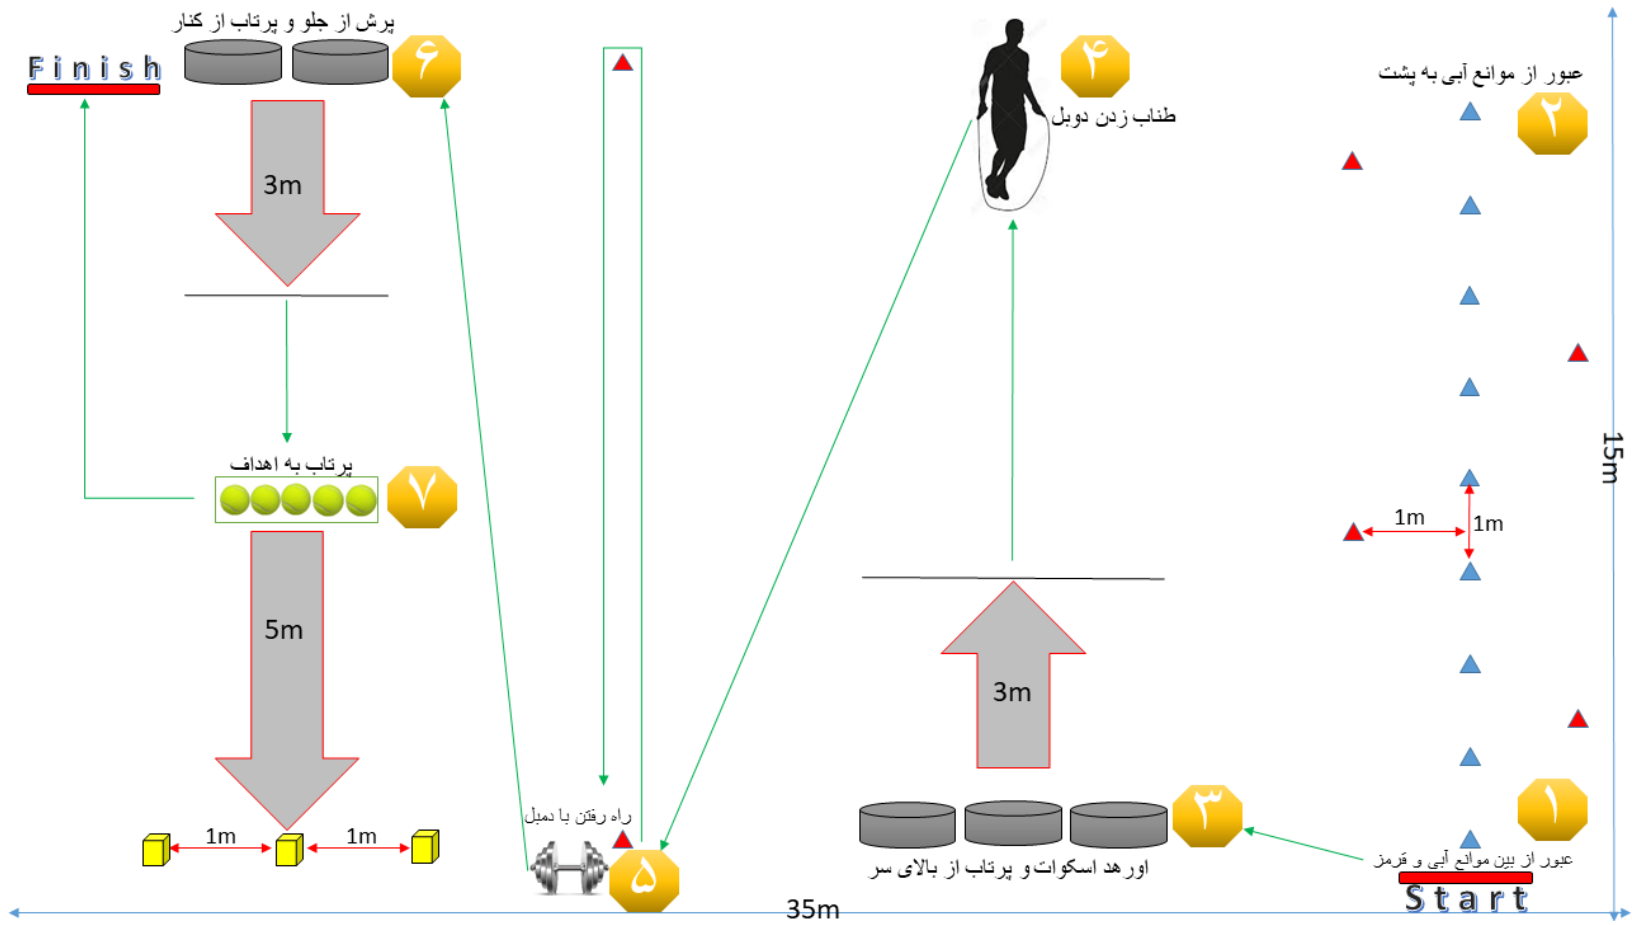 پرش از جلو و پرتاب از کنار
Finish
۶
۴
عبور از موانع آبی به پشت
۲
طناب زدن دوبل
3m
15m
پرتاب به اهداف
۷
1m
1m
5m
3m
راه رفتن با دمبل
۳
۱
1m
1m
۵
اورهد اسکوات و پرتاب از بالای سر
عبور از بین موانع آبی و قرمز
Start
35m